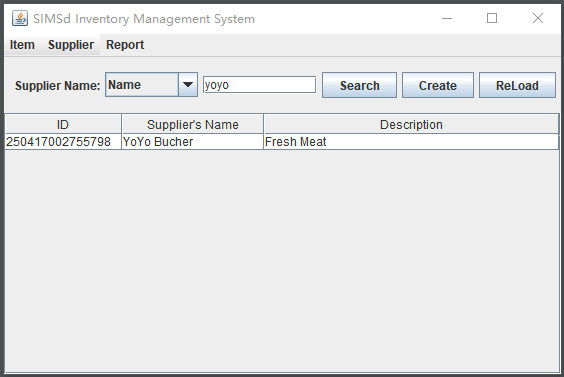 SIMSd Inventory Management System
Item Supplier Report
Supplier Name: Name yoyo Search Create ReLoad
ID Supplier's Name Description
250417002755798 YoYo Bucher Fresh Meat